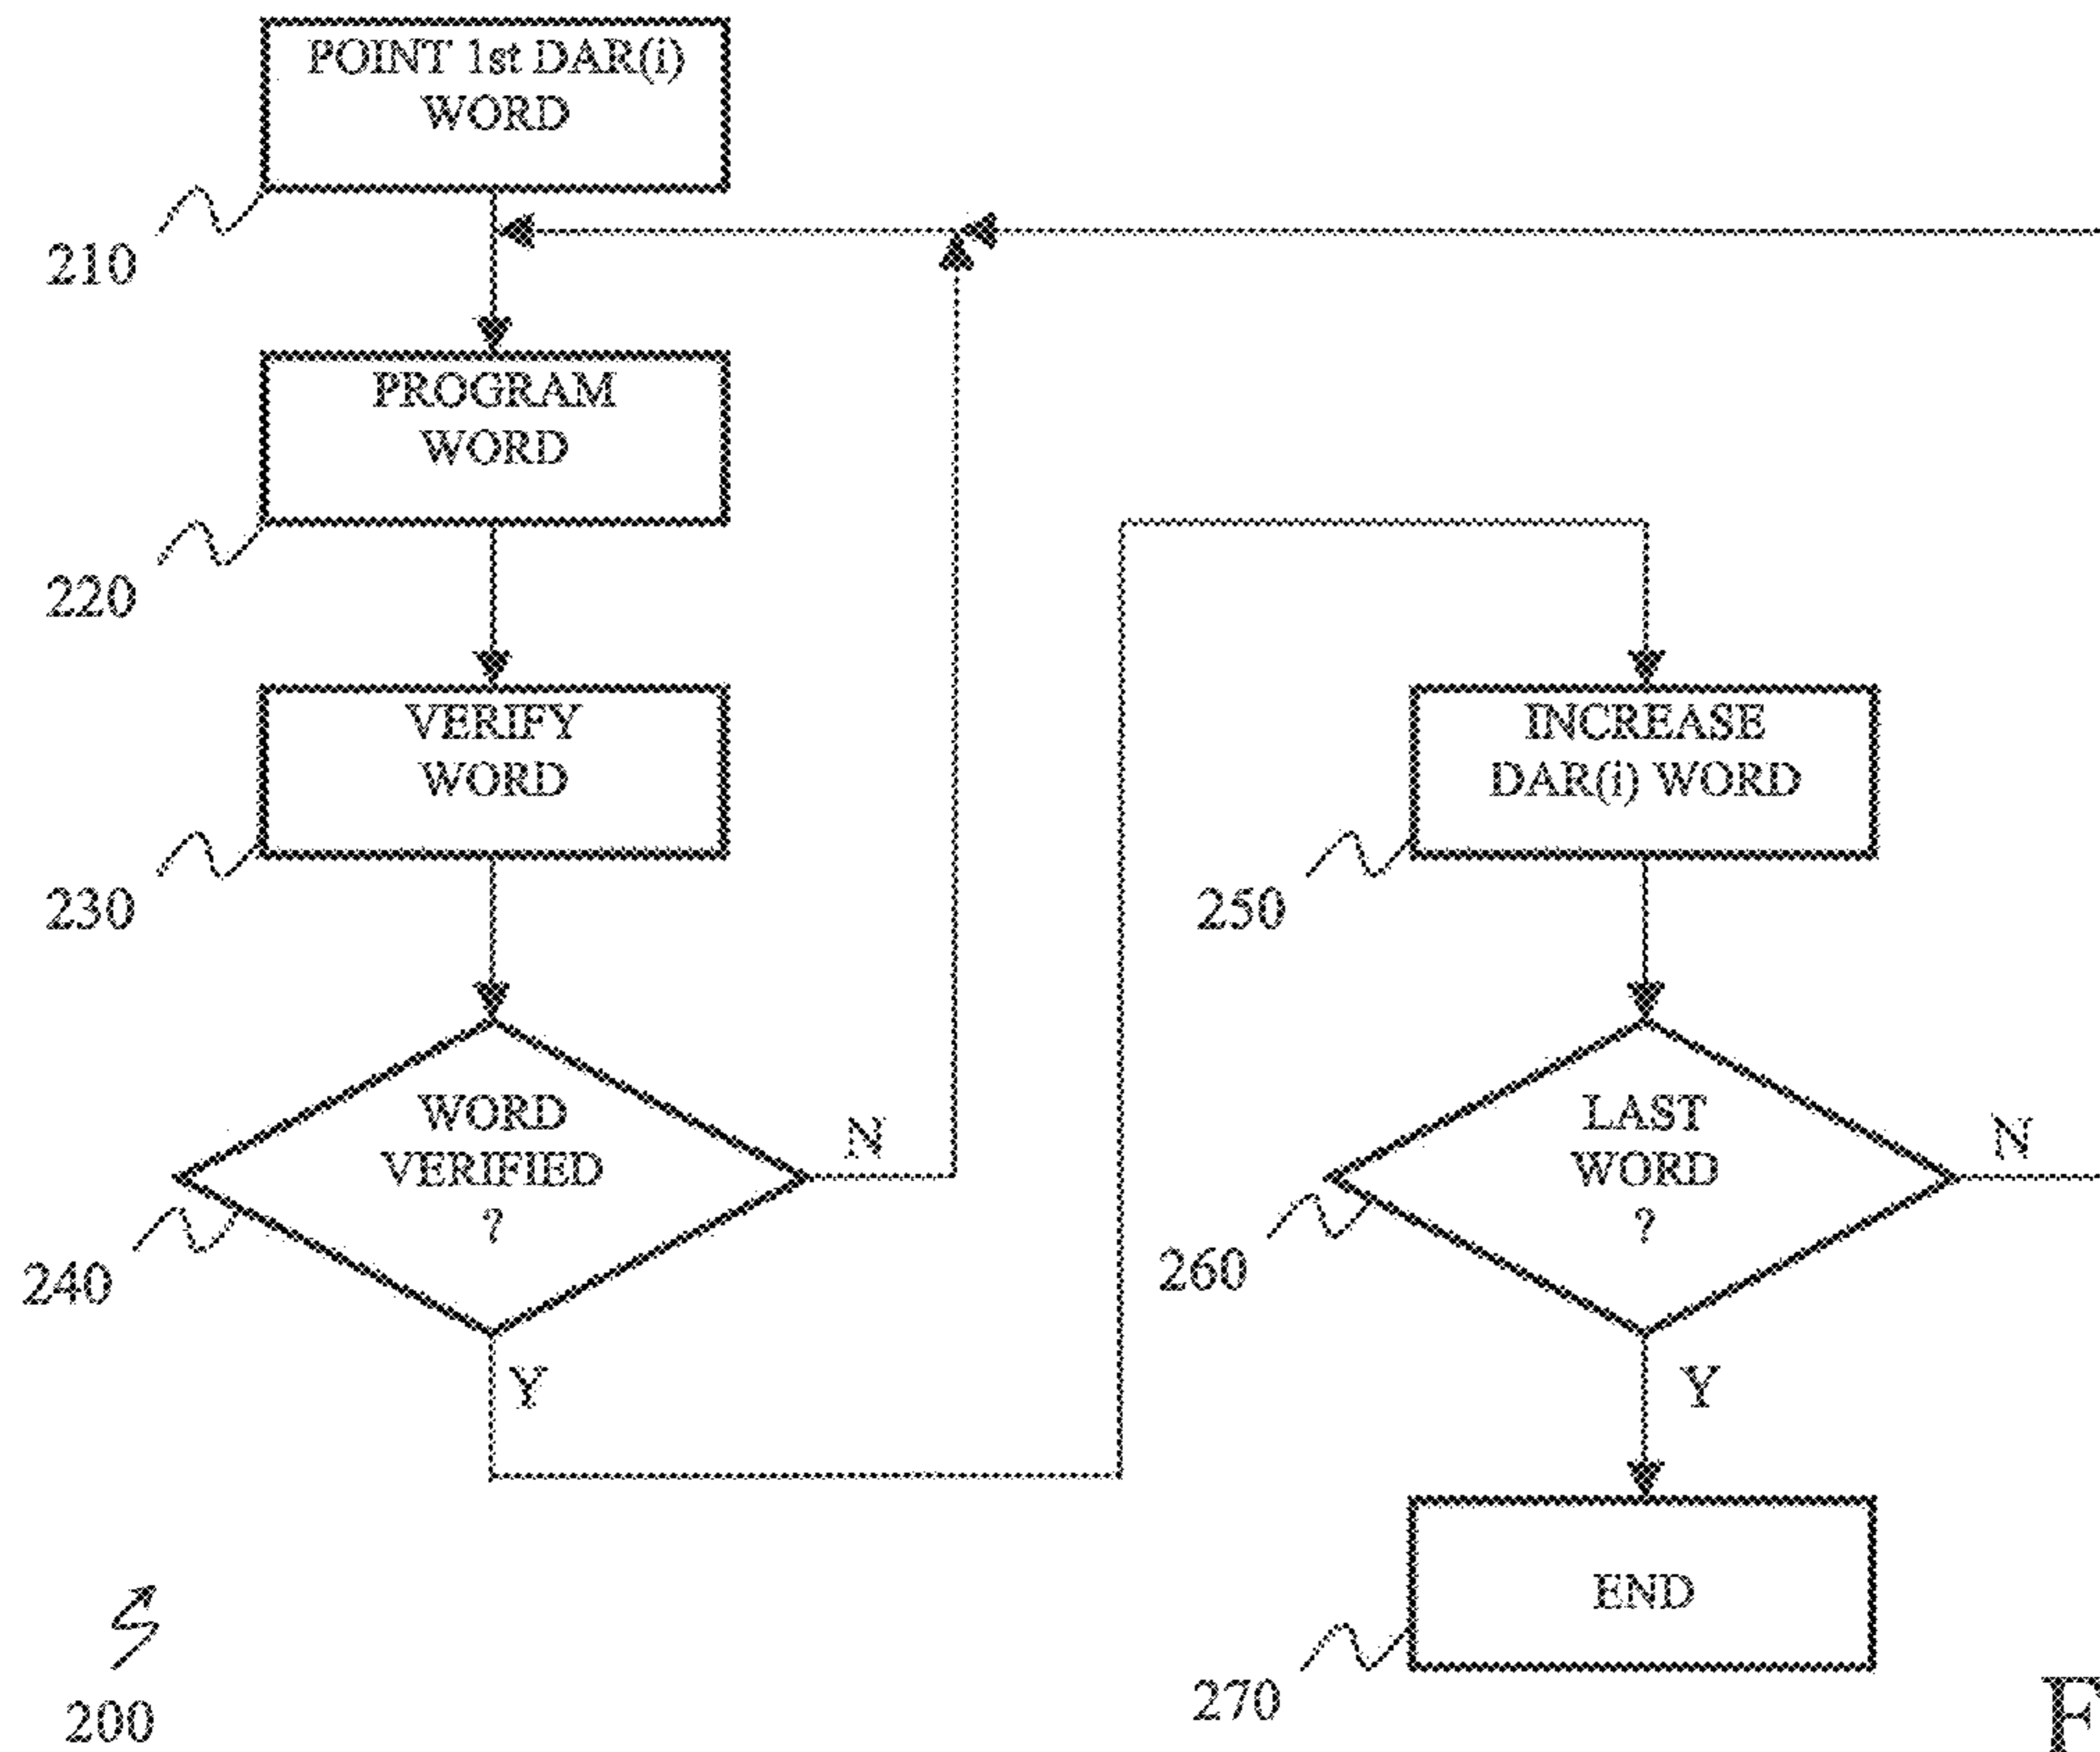 POINT 1st DAR(i)
WORD
210
PROGRAM
WORD
220
VERIFY
WORD
230
WORD
VERIFIED
?
N
240
Y
INCREASE
DAR(i) WORD
250
LAST
WORD
?
N
260
Y
END
270
200
F